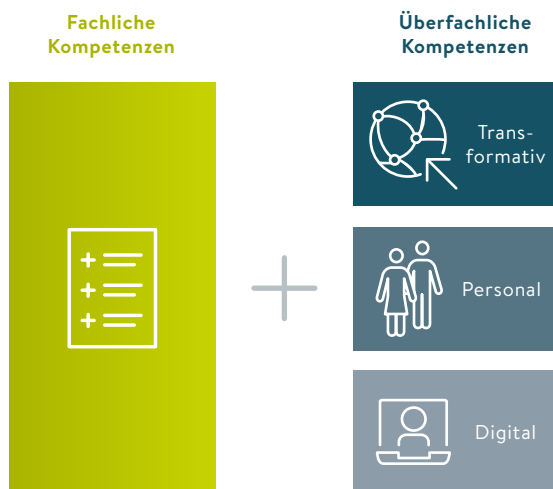 Fachliche
Kompetenzen
Überfachliche
Kompetenzen
Trans-
formativ
Personal
Digital